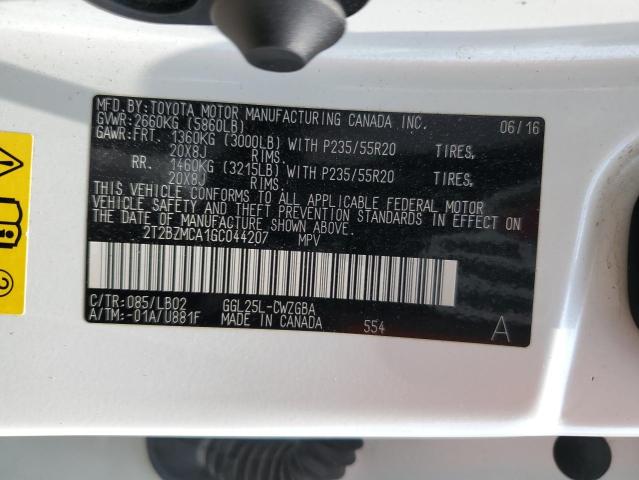 MFD.BY:TOYOTA MOTOR MANUFACTURING CANADA INC. 06/16
GVWR:2660KG (5860LB)
GAWR:FRT. 1360KG (3000LB) WITH P235/55R20 TIRES,
20X8J RIMS.
RR. 1460KG (3215LB) WITH P235/55R20 TIRES,
20X8J RIMS.
THIS VEHICLE CONFORMS TO ALL APPLICABLE FEDERAL MOTOR
VEHICLE SAFETY AND THEFT PREVENTION STANDARDS IN EFFECT ON
THE DATE OF MANUFACTURE SHOWN ABOVE.
2T2BZMCA1GC044207 MPV
C/TR:085/LB02 GGL25L-CWZGBA
A/TM:-01A/U881F MADE IN CANADA 554 A
2